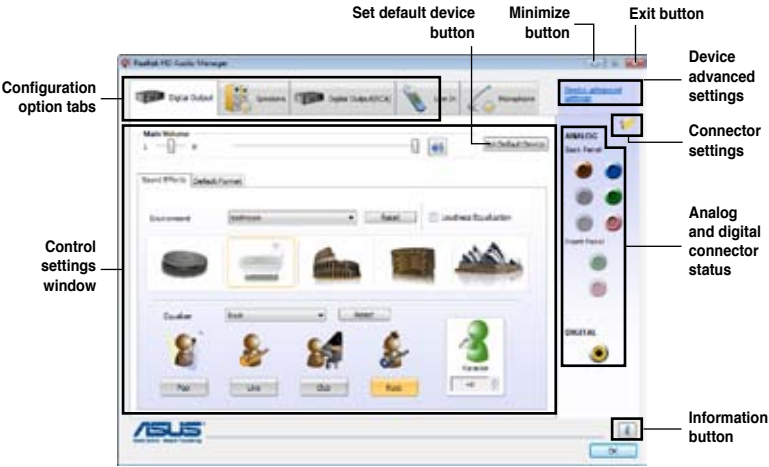 Set default device
button
Minimize
button
Exit button
Realtek HD Audio Manager
Device
advanced
settings
Configuration
option tabs
Digital Output
Speakers
Digital Output(RCA)
Line In
Microphone
Device advanced
settings
Connector
settings
Main Volume
L
R
Set Default Device
ANALOG
Back Panel
Sound Effects
Default Format
Environment
Bathroom
Reset
Loudness Equalization
Analog
and digital
connector
status
Control
settings
window
Front Panel
Equalizer
Rock
Reset
DIGITAL
Karaoke
Pop
Live
Club
Rock
+0
ASUS
Information
button
i
OK